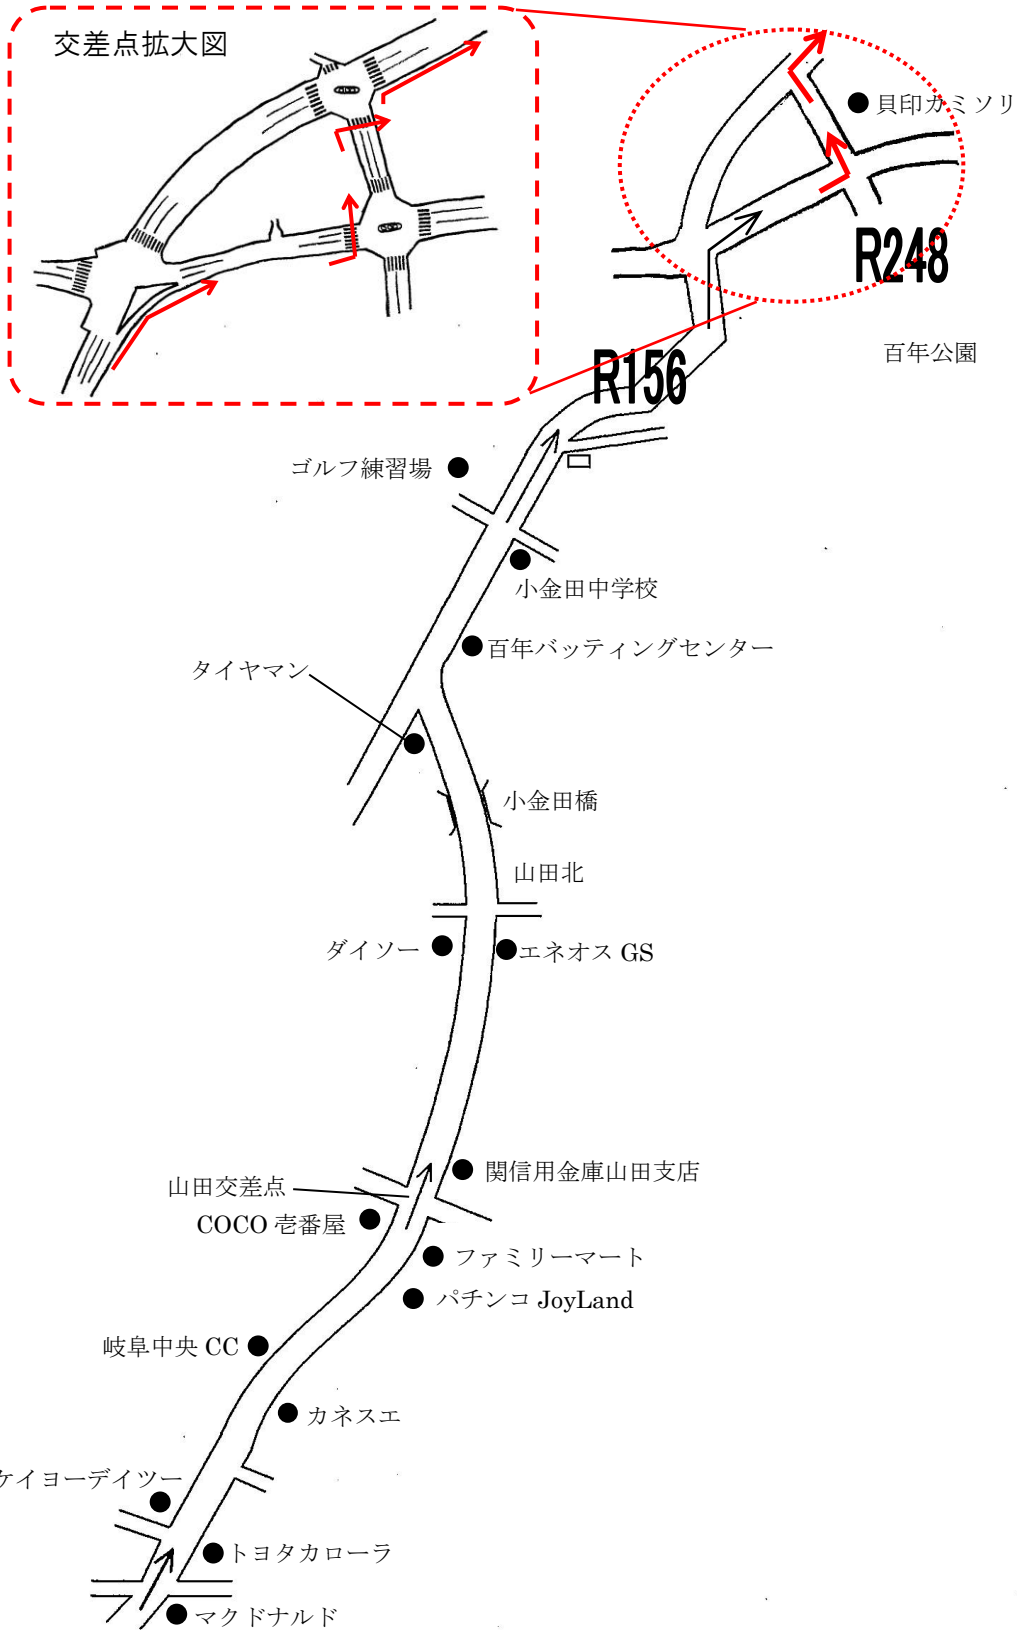 交差点拡大図
貝印カミソリ
R248
百年公園
R156
ゴルフ練習場
小金田中学校
百年バッティングセンター
タイヤマン
小金田橋
山田北
ダイソー
エネオス GS
関信用金庫山田支店
山田交差点
COCO 壱番屋
ファミリーマート
パチンコ JoyLand
岐阜中央 CC
カネスエ
ケイヨーデイツー
トヨタカローラ
マクドナルド